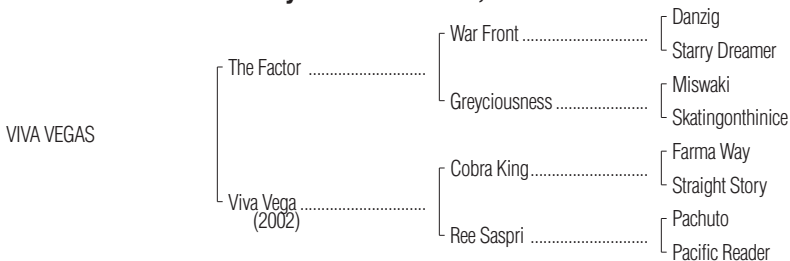 Danzig
War Front ........................
Starry Dreamer
The Factor ......................
Miswaki
Greyciousness .................
Skatingonthinice
VIVA VEGAS
Farma Way
Cobra King......................
Straight Story
Viva Vega ........................
(2002)
Pachuto
Ree Saspri ......................
Pacific Reader